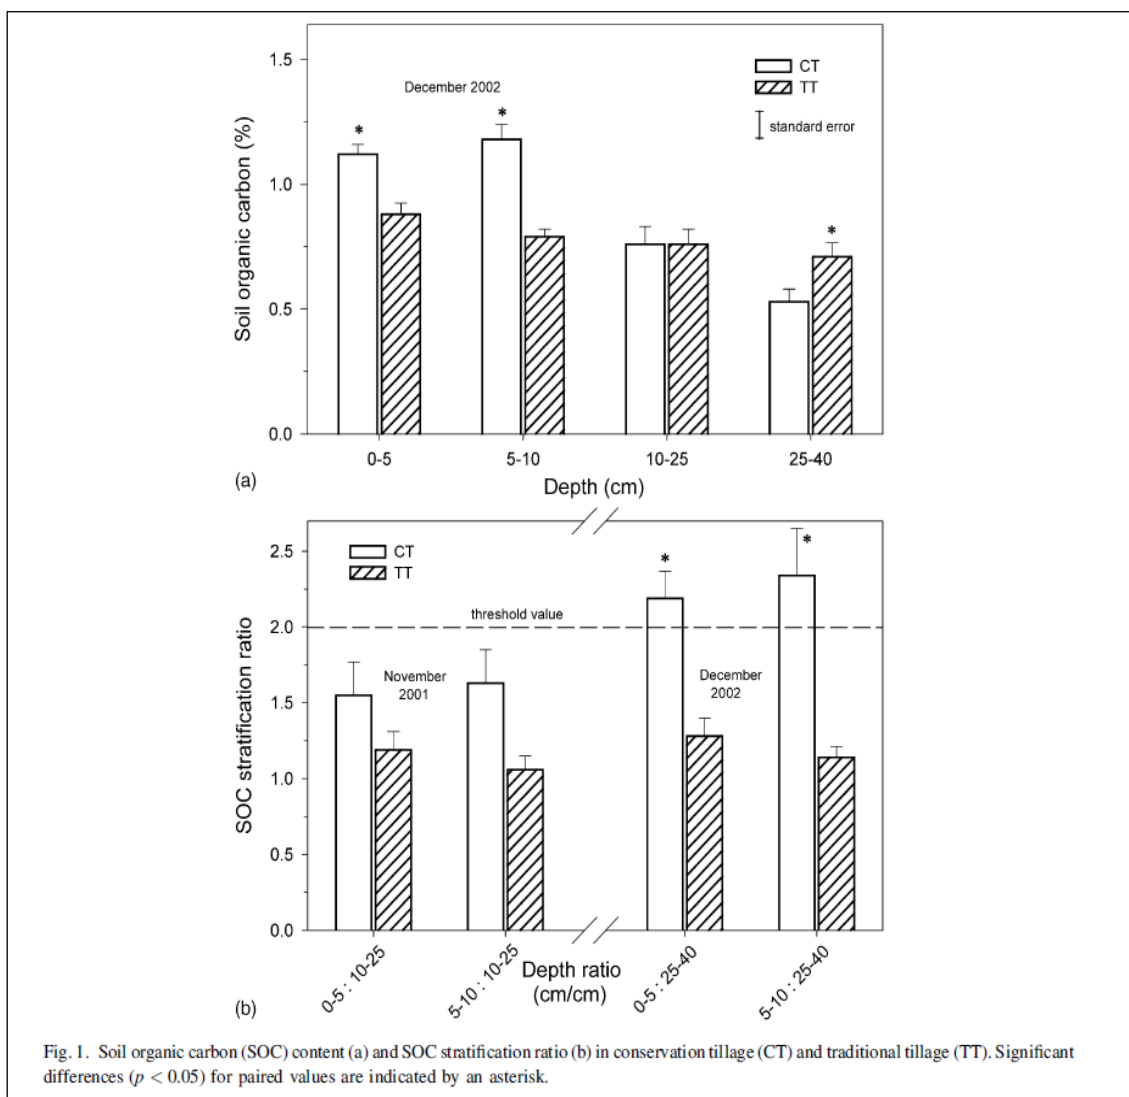 1.5
CT
TT
December 2002
*
*
standard error
Soil organic carbon (%)
1.0
*
0.5
0.0
0-5
5-10
10-25
25-40
(a)
Depth (cm)
2.5
CT
TT
*
*
threshold value
2.0
SOC stratification ratio
November
2001
December
2002
1.5
1.0
0.5
0.0
0-5 : 10-25
5-10 : 10-25
Depth ratio
(cm/cm)
0-5 : 25-40
5-10 : 25-40
(b)
Fig. 1. Soil organic carbon (SOC) content (a) and SOC stratification ratio (b) in conservation tillage (CT) and traditional tillage (TT). Significant
differences (p < 0.05) for paired values are indicated by an asterisk.